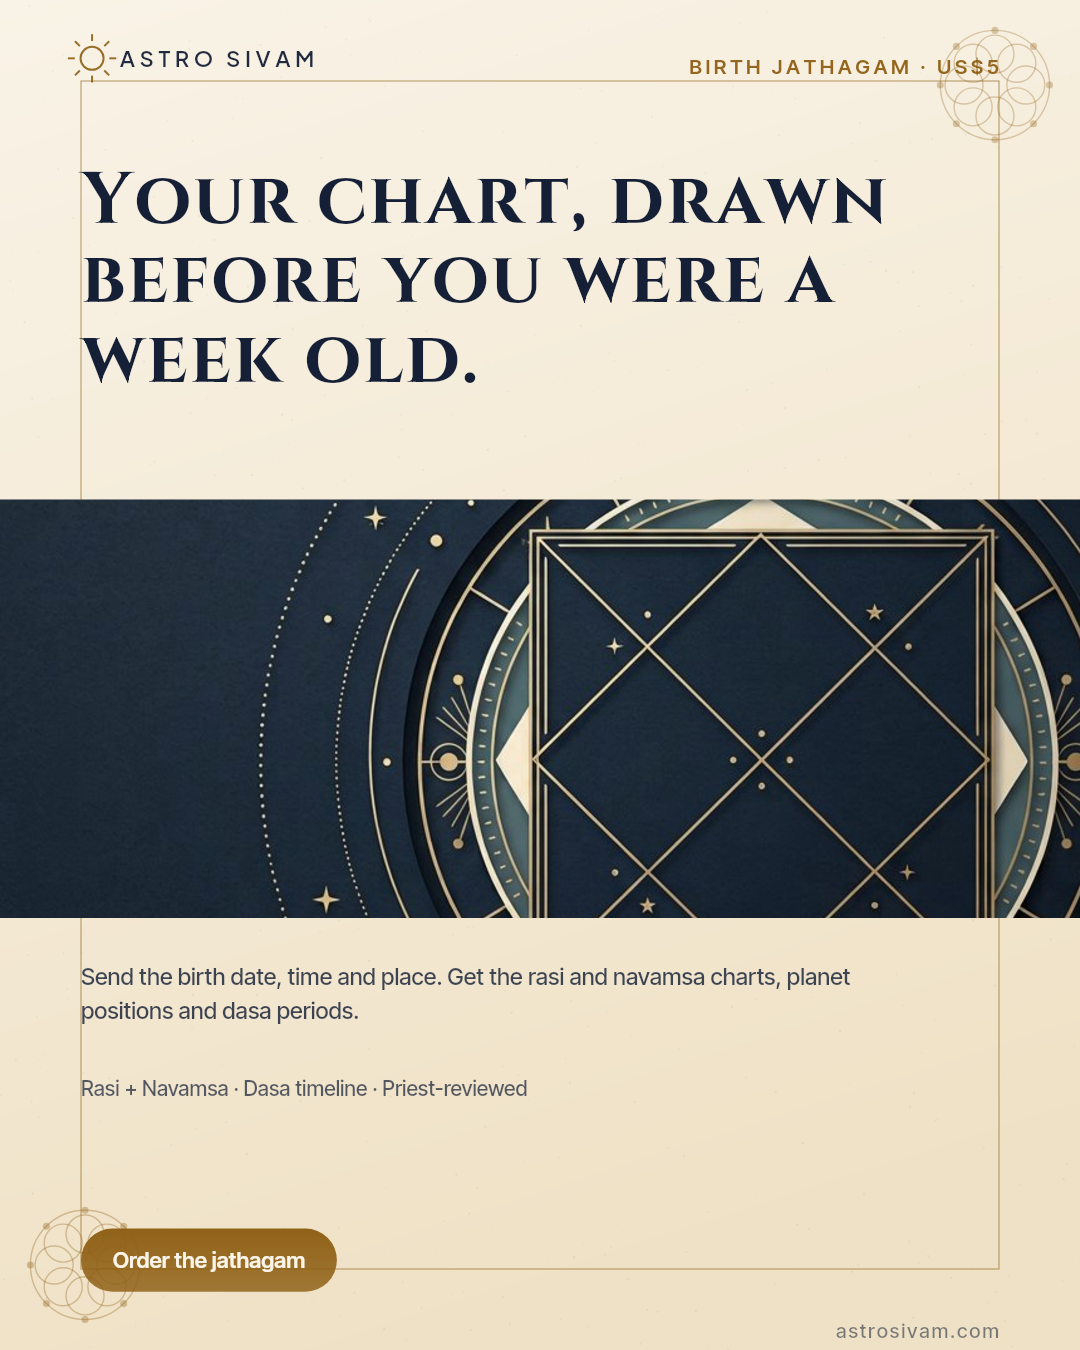 ASTRO SIVAM
BIRTH JATHAGAM · US$5
YOUR CHART, DRAWN
BEFORE YOU WERE A
WEEK OLD.
Send the birth date, time and place. Get the rasi and navamsa charts, planet
positions and dasa periods.
Rasi + Navamsa · Dasa timeline · Priest-reviewed
Order the jathagam
astrosivam.com